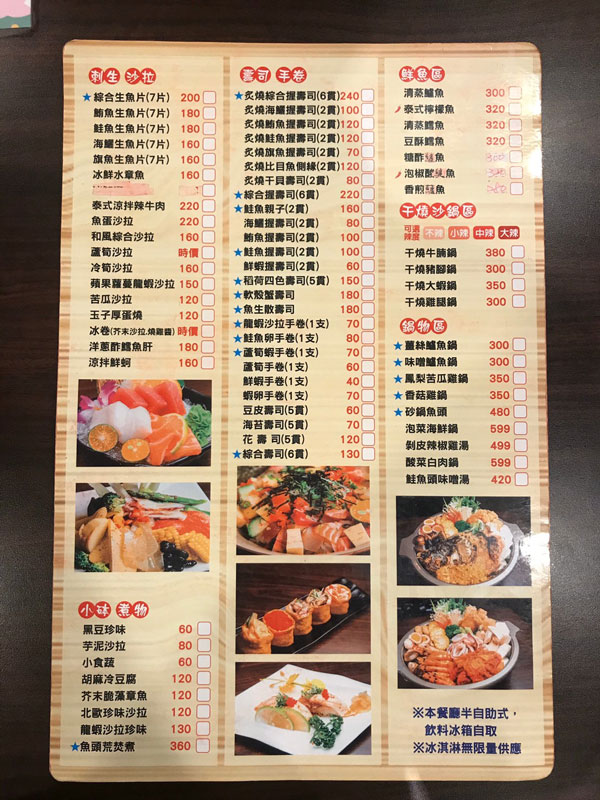 刺生 沙拉
★綜合生魚片(7片) 200
鮪魚生魚片(7片) 180
鮭魚生魚片(7片) 180
海鱺生魚片(7片) 160
旗魚生魚片(7片) 160
冰鮮水章魚 160
泰式涼拌辣牛肉 220
魚蛋沙拉 220
和風綜合沙拉 160
蘆筍沙拉 時價
冷筍沙拉 160
蘋果蘿蔓龍蝦沙拉 150
苦瓜沙拉 120
玉子厚蛋燒 120
冰卷(芥末沙拉.燒雞醬) 時價
洋蔥酢鱈魚肝 180
涼拌鮮蚵 160
小砵 煮物
黑豆珍味 60
芋泥沙拉 80
小食蔬 60
胡麻冷豆腐 120
芥末脆藻章魚 120
北歐珍味沙拉 120
龍蝦沙拉珍味 130
★魚頭荒焚煮 360
壽司 手卷
★炙燒綜合握壽司(6貫) 240
炙燒海鱺握壽司(2貫) 100
炙燒鮪魚握壽司(2貫) 120
炙燒鮭魚握壽司(2貫) 120
炙燒旗魚握壽司(2貫) 70
炙燒比目魚側緣(2貫) 120
炙燒干貝壽司(2貫) 80
★綜合握壽司(6貫) 220
★鮭魚親子(2貫) 160
海鱺握壽司(2貫) 80
鮪魚握壽司(2貫) 100
★鮭魚握壽司(2貫) 100
鮮蝦握壽司(2貫) 60
★稻荷四色壽司(5貫) 150
★軟殼蟹壽司 180
★魚生散壽司 180
★龍蝦沙拉手卷(1支) 70
★鮭魚卵手卷(1支) 80
★蘆筍蝦手卷(1支) 70
蘆筍手卷(1支) 60
鮮蝦手卷(1支) 40
蝦卵手卷(1支) 70
豆皮壽司(5貫) 60
海苔壽司(5貫) 70
花 壽 司(5貫) 120
★綜合壽司(6貫) 130
鮮魚區
清蒸鱸魚 300
泰式檸檬魚 320
清蒸鱈魚 320
豆酥鱈魚 320
糖酢魚
泡椒魚
香煎魚
干燒沙鍋區
可選辣度 不辣 小辣 中辣 大辣
干燒牛腩鍋 380
干燒豬腳鍋 300
干燒大蝦鍋 350
干燒雞腿鍋 300
鍋物區
★薑絲鱸魚鍋 300
★味噌鱸魚鍋 300
★鳳梨苦瓜雞鍋 350
★香菇雞鍋 350
★砂鍋魚頭 480
泡菜海鮮鍋 599
剝皮辣椒雞湯 499
酸菜白肉鍋 599
鮭魚頭味噌湯 420
※本餐廳半自助式，
飲料冰箱自取
※冰淇淋無限量供應